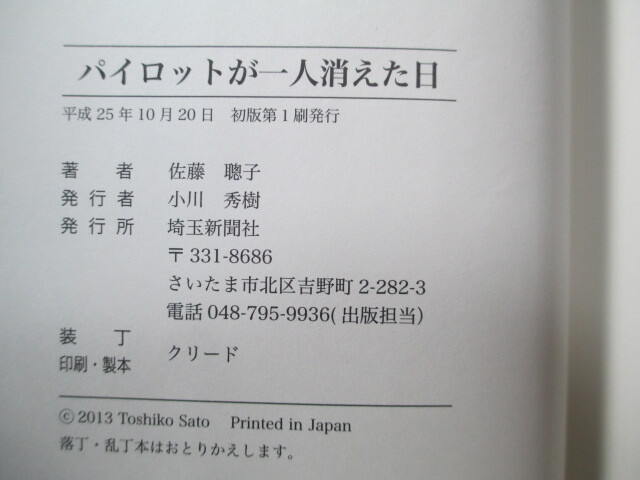 パイロットが一人消えた日
平成25年10月20日　初版第1刷発行
著　者　佐藤　聰子
発行者　小川　秀樹
発行所　埼玉新聞社
〒331-8686
さいたま市北区吉野町2-282-3
電話048-795-9936(出版担当)
装　丁
印刷・製本　クリード
©2013 Toshiko Sato　Printed in Japan
落丁・乱丁本はおとりかえします。